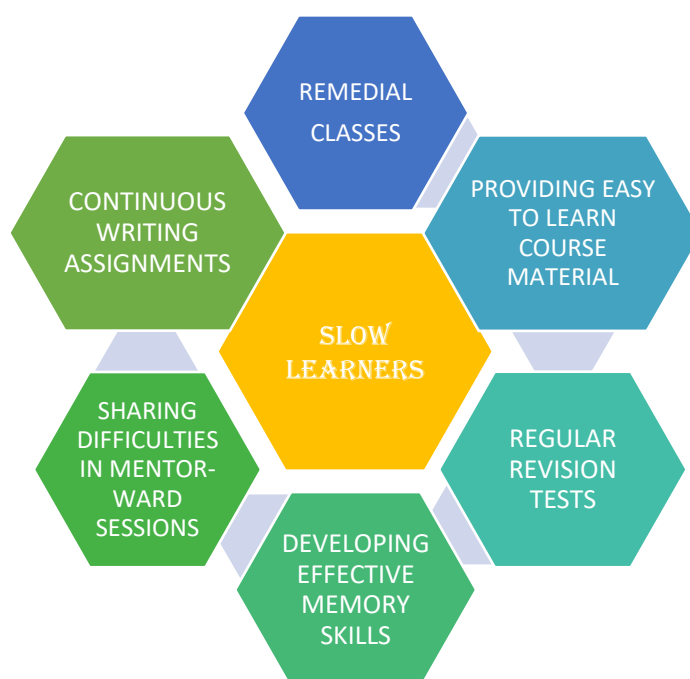 REMEDIAL
CLASSES
PROVIDING EASY
TO LEARN
COURSE
MATERIAL
REGULAR
REVISION
TESTS
DEVELOPING
EFFECTIVE
MEMORY
SKILLS
SHARING
DIFFICULTIES
IN MENTOR-
WARD
SESSIONS
CONTINUOUS
WRITING
ASSIGNMENTS
SLOW
LEARNERS